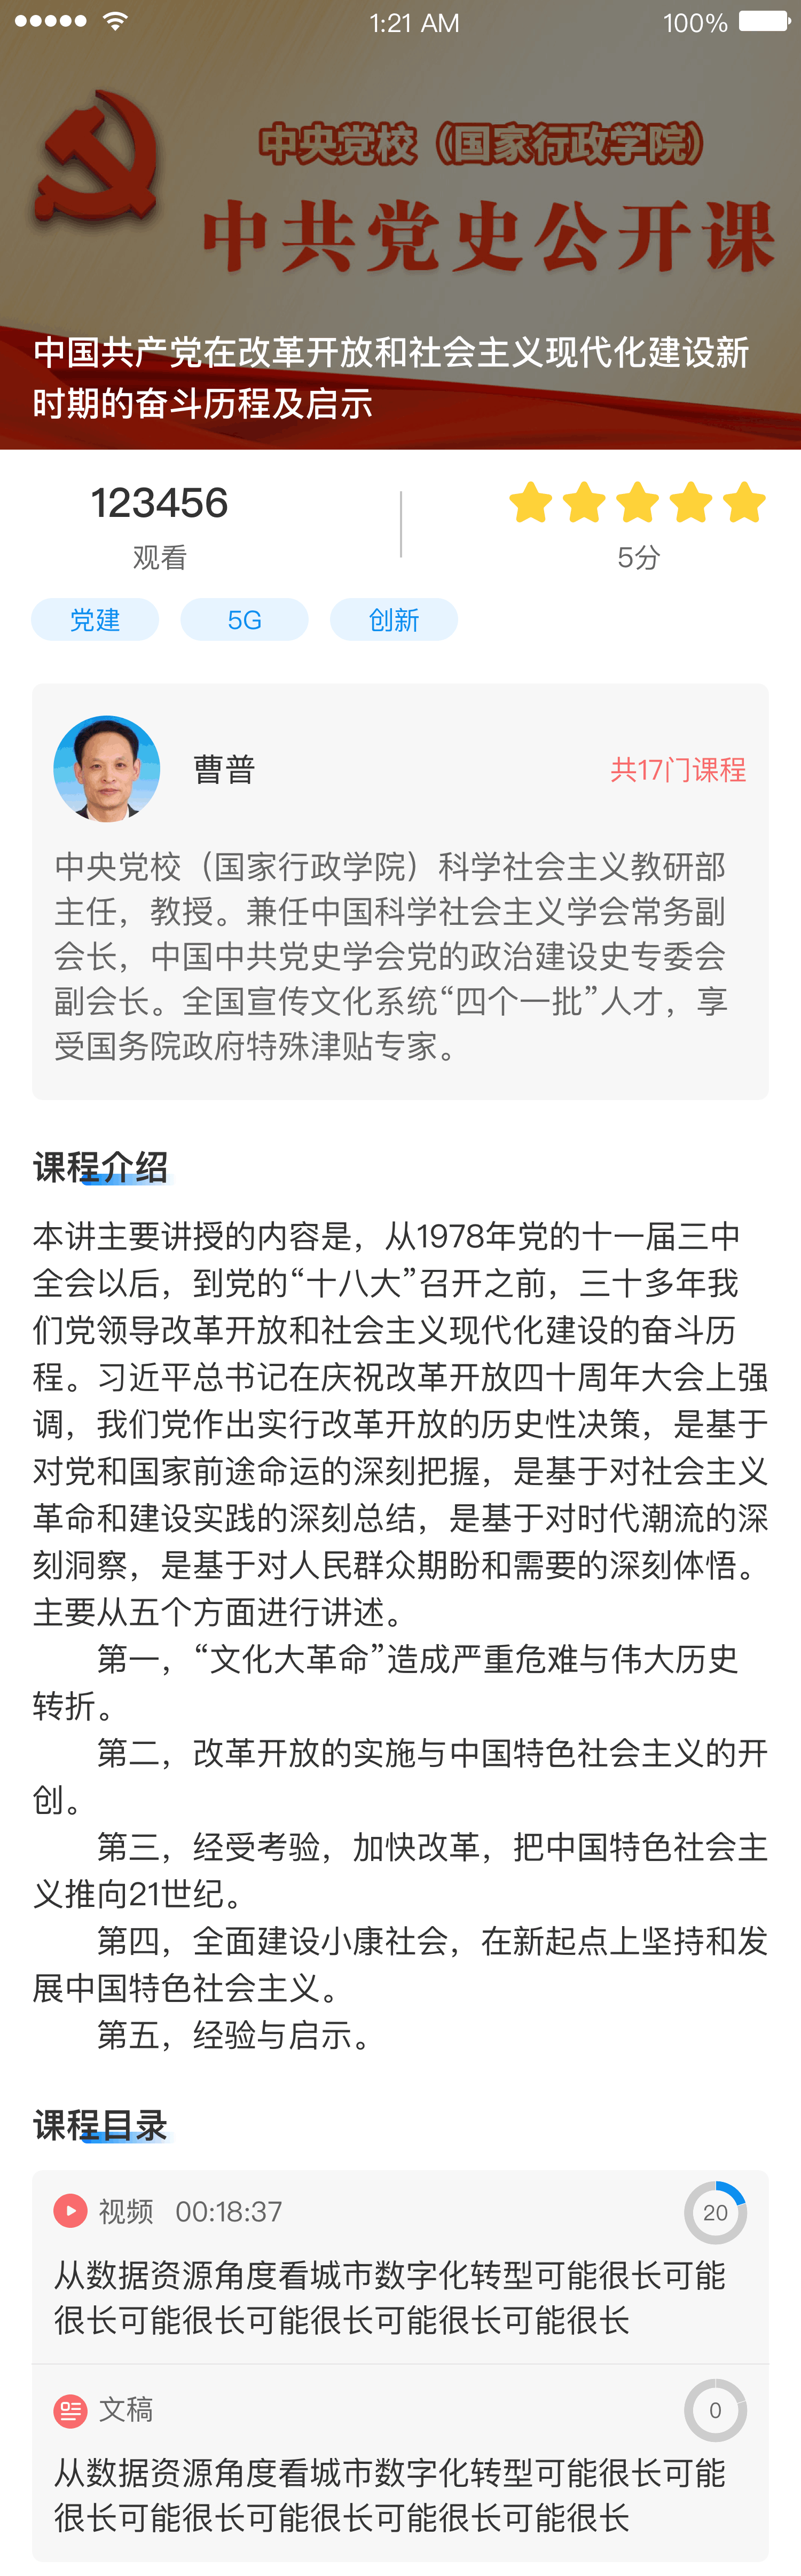 1:21 AM
100%
中央党校（国家行政学院）
中共党史公开课
中国共产党在改革开放和社会主义现代化建设新
时期的奋斗历程及启示
123456
观看
5分
党建
5G
创新
曹普
共17门课程
中央党校（国家行政学院）科学社会主义教研部
主任，教授。兼任中国科学社会主义学会常务副
会长，中国中共党史学会党的政治建设史专委会
副会长。全国宣传文化系统“四个一批”人才，享
受国务院政府特殊津贴专家。
课程介绍
本讲主要讲授的内容是，从1978年党的十一届三中
全会以后，到党的“十八大”召开之前，三十多年我
们党领导改革开放和社会主义现代化建设的奋斗历
程。习近平总书记在庆祝改革开放四十周年大会上强
调，我们党作出实行改革开放的历史性决策，是基于
对党和国家前途命运的深刻把握，是基于对社会主义
革命和建设实践的深刻总结，是基于对时代潮流的深
刻洞察，是基于对人民群众期盼和需要的深刻体悟。
主要从五个方面进行讲述。
第一，“文化大革命”造成严重危难与伟大历史
转折。
第二，改革开放的实施与中国特色社会主义的开
创。
第三，经受考验，加快改革，把中国特色社会主
义推向21世纪。
第四，全面建设小康社会，在新起点上坚持和发
展中国特色社会主义。
第五，经验与启示。
课程目录
视频 00:18:37
20
从数据资源角度看城市数字化转型可能很长可能
很长可能很长可能很长可能很长可能很长
文稿
0
从数据资源角度看城市数字化转型可能很长可能
很长可能很长可能很长可能很长可能很长